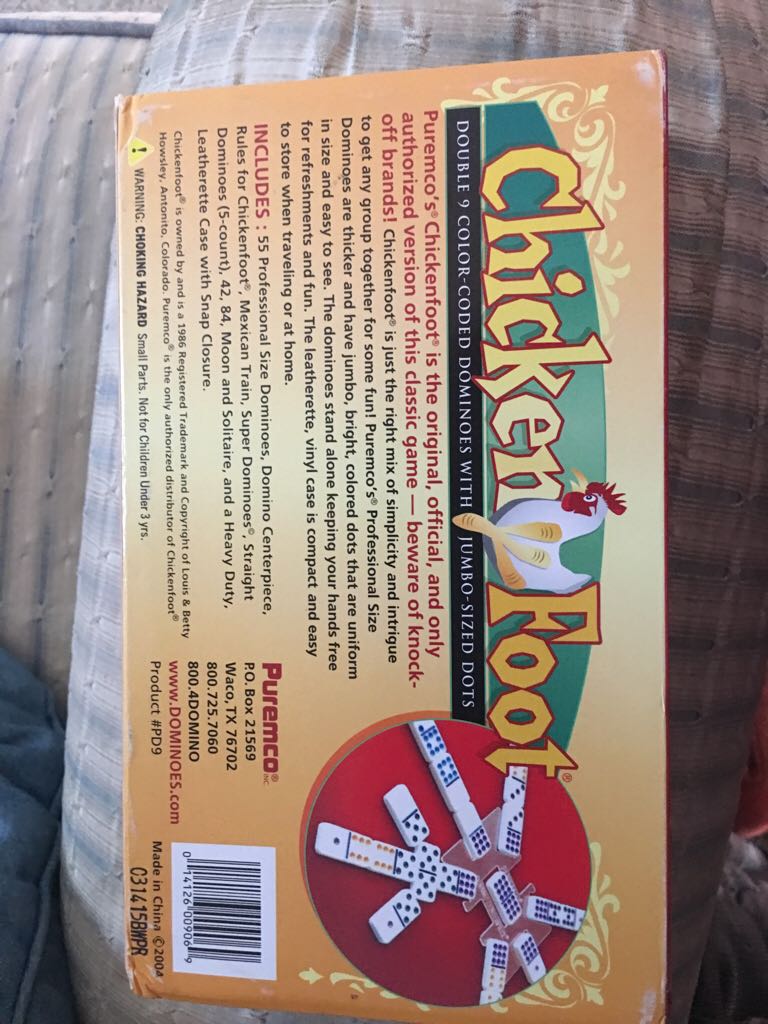 Chicken Foot®
DOUBLE 9 COLOR-CODED DOMINOES WITH JUMBO-SIZED DOTS
Puremco's® Chickenfoot® is the original, official, and only
authorized version of this classic game — beware of knock-
off brands! Chickenfoot® is just the right mix of simplicity and intrigue
to get any group together for some fun! Puremco's® Professional Size
Dominoes are thicker and have jumbo, bright, colored dots that are uniform
in size and easy to see. The dominoes stand alone keeping your hands free
for refreshments and fun. The leatherette, vinyl case is compact and easy
to store when traveling or at home.
INCLUDES : 55 Professional Size Dominoes, Domino Centerpiece,
Rules for Chickenfoot®, Mexican Train, Super Dominoes®, Straight
Dominoes (5-count), 42, 84, Moon and Solitaire, and a Heavy Duty,
Leatherette Case with Snap Closure.
Chickenfoot® is owned by and is a 1986 Registered Trademark and Copyright of Louis & Betty
Howsley, Antonito, Colorado. Puremco® is the only authorized distributor of Chickenfoot®
! WARNING: CHOKING HAZARD Small Parts. Not for Children Under 3 yrs.
Puremco® INC.
P.O. Box 21569
Waco, TX 76702
800.725.7060
800.4DOMINO
www.DOMINOES.com
Product #PD9
0 14126 00906 9
Made in China ©2004
031415BWPR